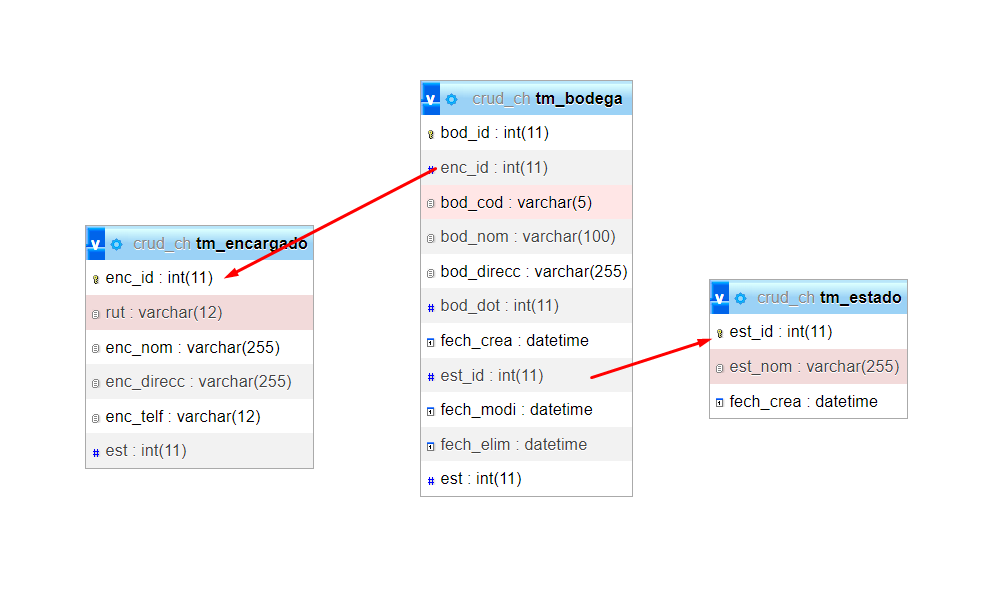 crud_ch tm_bodega
bod_id : int(11)
enc_id : int(11)
bod_cod : varchar(5)
bod_nom : varchar(100)
bod_direcc : varchar(255)
bod_dot : int(11)
fech_crea : datetime
est_id : int(11)
fech_modi : datetime
fech_elim : datetime
est : int(11)
crud_ch tm_encargado
enc_id : int(11)
rut : varchar(12)
enc_nom : varchar(255)
enc_direcc : varchar(255)
enc_telf : varchar(12)
est : int(11)
crud_ch tm_estado
est_id : int(11)
est_nom : varchar(255)
fech_crea : datetime